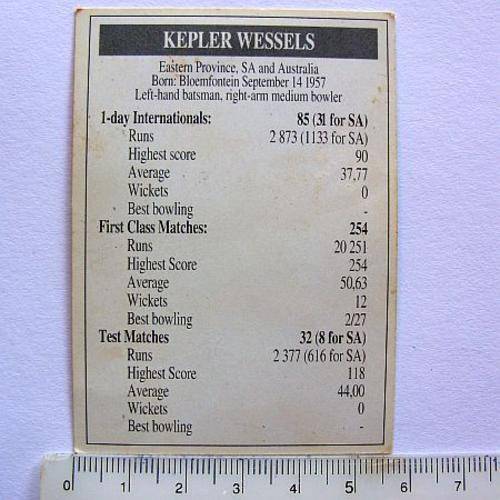 KEPLER WESSELS
Eastern Province, SA and Australia
Born: Bloemfontein September 14 1957
Left-hand batsman, right-arm medium bowler
1-day Internationals: 85 (31 for SA)
Runs 2 873 (1133 for SA)
Highest score 90
Average 37,77
Wickets 0
Best bowling -
First Class Matches: 254
Runs 20 251
Highest Score 254
Average 50,63
Wickets 12
Best bowling 2/27
Test Matches 32 (8 for SA)
Runs 2 377 (616 for SA)
Highest Score 118
Average 44,00
Wickets 0
Best bowling -
0 1 2 3 4 5 6 7